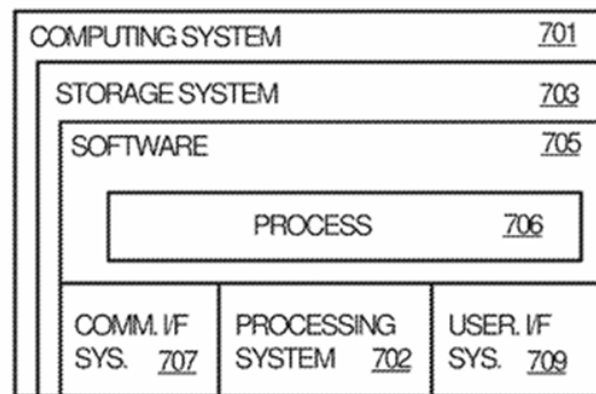 COMPUTING SYSTEM 701
STORAGE SYSTEM 703
SOFTWARE 705
PROCESS 706
COMM. I/F
SYS. 707
PROCESSING
SYSTEM 702
USER. I/F
SYS. 709